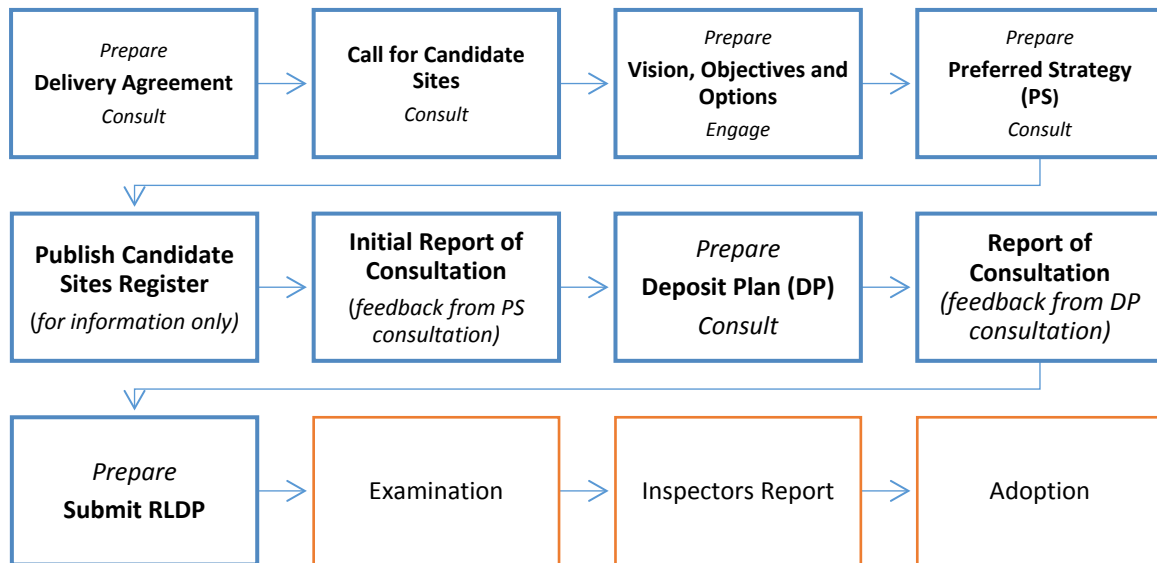 Prepare
Delivery Agreement
Consult
Call for Candidate
Sites
Consult
Prepare
Vision, Objectives and
Options
Engage
Prepare
Preferred Strategy
(PS)
Consult
Publish Candidate
Sites Register
(for information only)
Initial Report of
Consultation
(feedback from PS
consultation)
Prepare
Deposit Plan (DP)
Consult
Report of
Consultation
(feedback from DP
consultation)
Prepare
Submit RLDP
Examination
Inspectors Report
Adoption